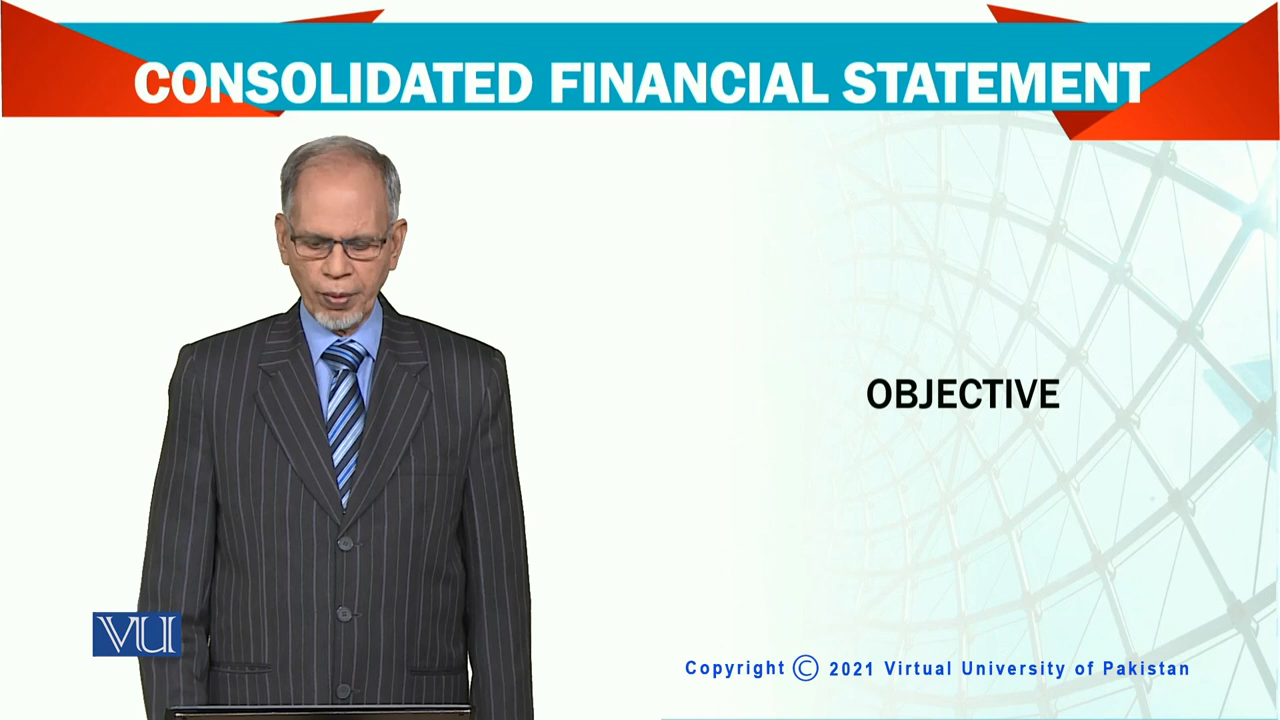 CONSOLIDATED FINANCIAL STATEMENT
OBJECTIVE
VU
Copyright © 2021 Virtual University of Pakistan